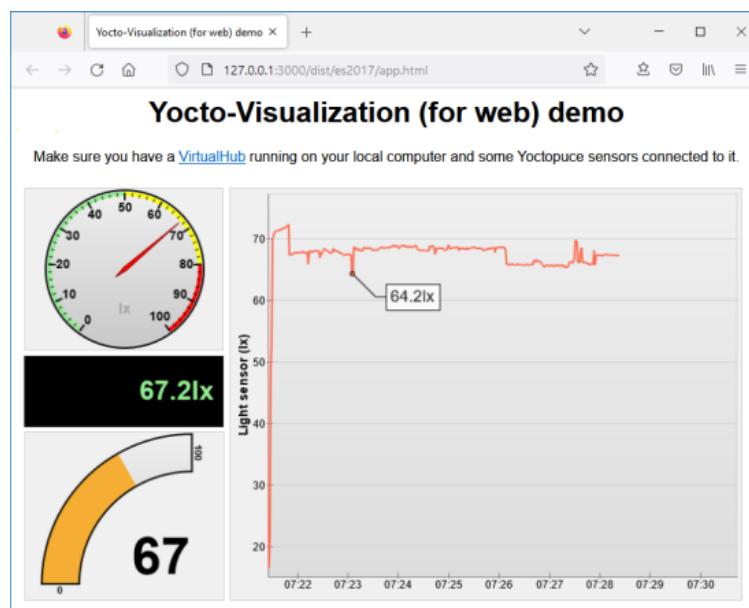 Yocto-Visualization (for web) demo
127.0.0.1:3000/dist/es2017/app.html
Yocto-Visualization (for web) demo
Make sure you have a VirtualHub running on your local computer and some Yoctopuce sensors connected to it.
0
10
20
30
40
50
60
70
80
90
100
lx
67.2lx
0
100
67
Light sensor (lx)
70
60
50
40
30
20
64.2lx
07:22 07:23 07:24 07:25 07:26 07:27 07:28 07:29 07:30